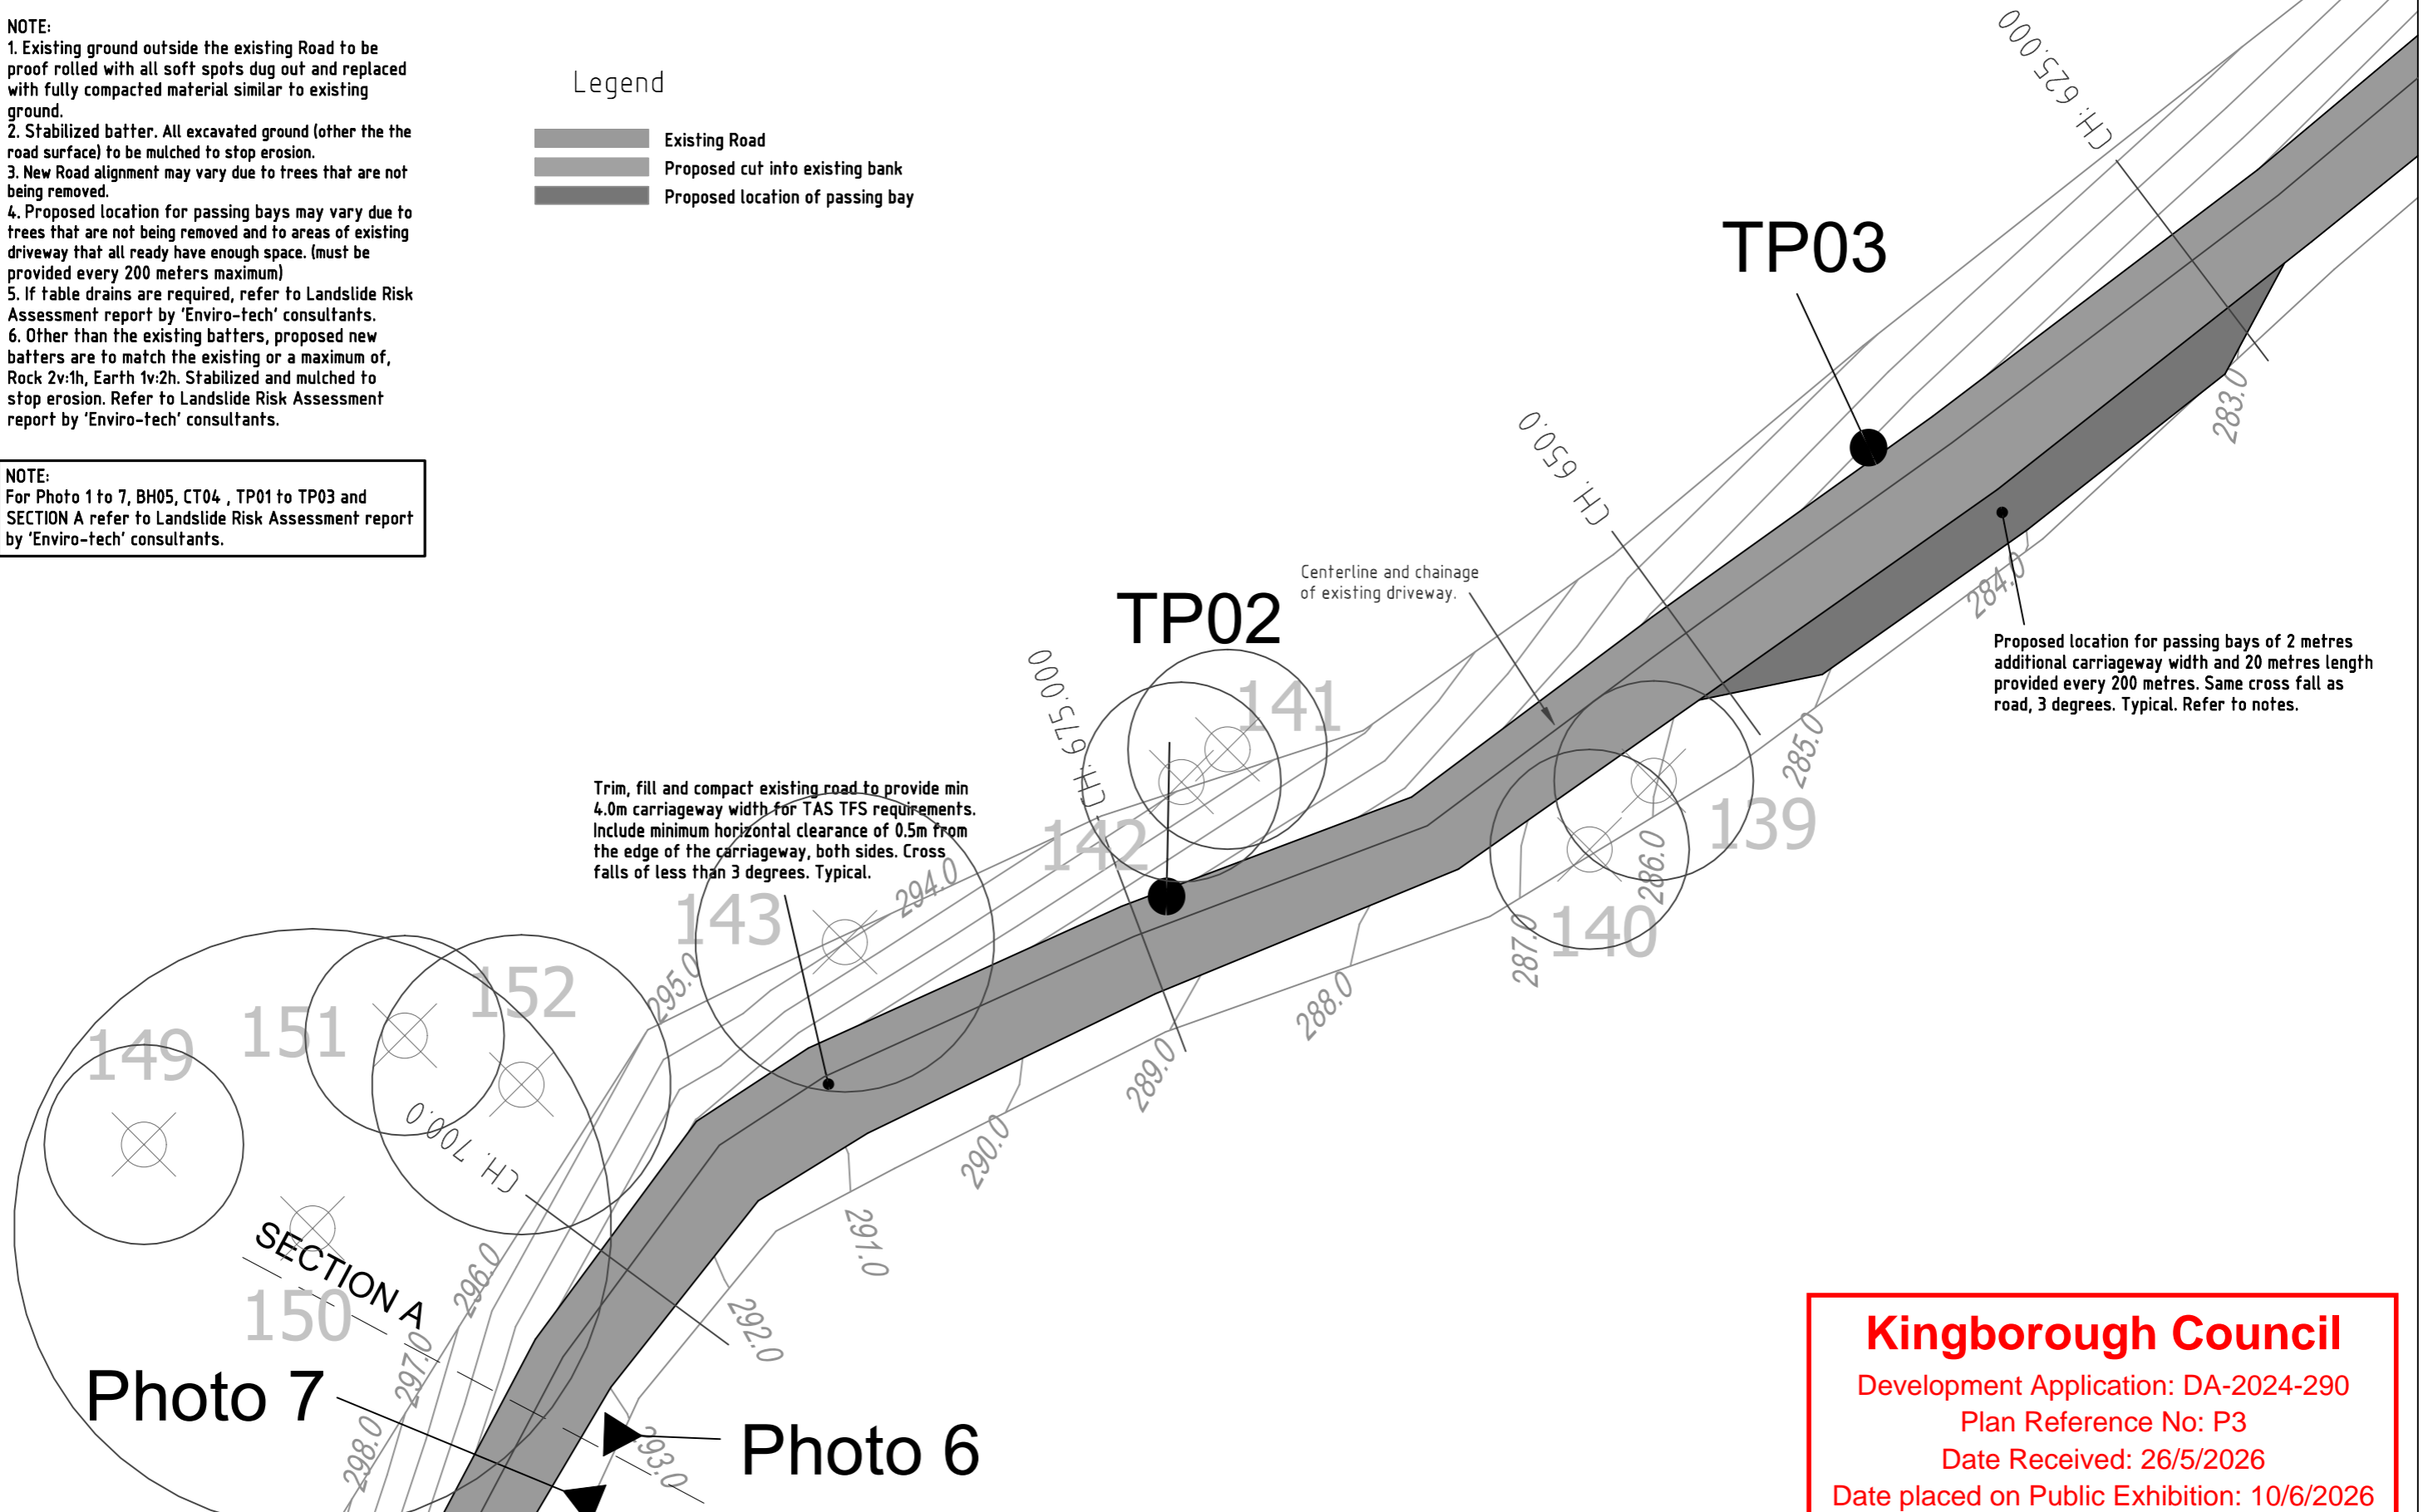 NOTE:
1. Existing ground outside the existing Road to be
proof rolled with all soft spots dug out and replaced
with fully compacted material similar to existing
ground.
2. Stabilized batter. All excavated ground (other the the
road surface) to be mulched to stop erosion.
3. New Road alignment may vary due to trees that are not
being removed.
4. Proposed location for passing bays may vary due to
trees that are not being removed and to areas of existing
driveway that all ready have enough space. (must be
provided every 200 meters maximum)
5. If table drains are required, refer to Landslide Risk
Assessment report by 'Enviro-tech' consultants.
6. Other than the existing batters, proposed new
batters are to match the existing or a maximum of,
Rock 2v:1h, Earth 1v:2h. Stabilized and mulched to
stop erosion. Refer to Landslide Risk Assessment
report by 'Enviro-tech' consultants.
NOTE:
For Photo 1 to 7, BH05, CT04 , TP01 to TP03 and
SECTION A refer to Landslide Risk Assessment report
by 'Enviro-tech' consultants.
Legend
Existing Road
Proposed cut into existing bank
Proposed location of passing bay
CH. 625.000
TP03
283.0
CH. 650.0
284.0
Centerline and chainage
of existing driveway.
TP02
Proposed location for passing bays of 2 metres
additional carriageway width and 20 metres length
provided every 200 metres. Same cross fall as
road, 3 degrees. Typical. Refer to notes.
CH. 675.000
141
285.0
139
142
286.0
140
287.0
Trim, fill and compact existing road to provide min
4.0m carriageway width for TAS TFS requirements.
Include minimum horizontal clearance of 0.5m from
the edge of the carriageway, both sides. Cross
falls of less than 3 degrees. Typical.
294.0
143
295.0
288.0
289.0
290.0
152
151
149
CH. 700.0
291.0
SECTION A
296.0
150
292.0
297.0
Photo 7
298.0
293.0
Photo 6
Kingborough Council
Development Application: DA-2024-290
Plan Reference No: P3
Date Received: 26/5/2026
Date placed on Public Exhibition: 10/6/2026